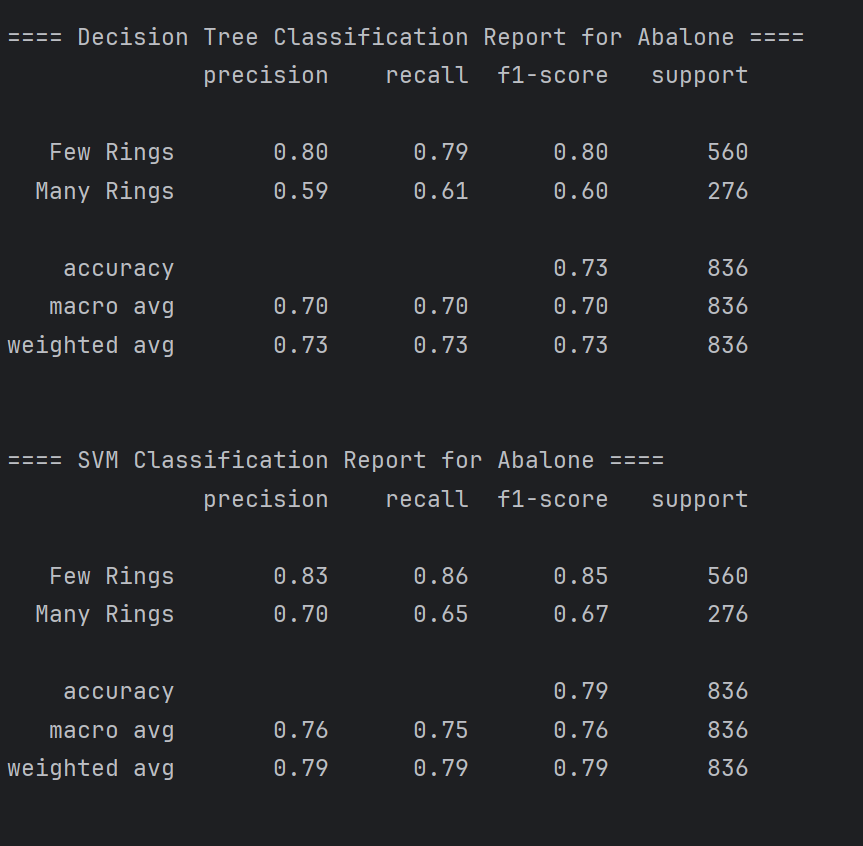 ==== Decision Tree Classification Report for Abalone ====
              precision    recall  f1-score   support

   Few Rings       0.80      0.79      0.80       560
  Many Rings       0.59      0.61      0.60       276

    accuracy                           0.73       836
   macro avg       0.70      0.70      0.70       836
weighted avg       0.73      0.73      0.73       836


==== SVM Classification Report for Abalone ====
              precision    recall  f1-score   support

   Few Rings       0.83      0.86      0.85       560
  Many Rings       0.70      0.65      0.67       276

    accuracy                           0.79       836
   macro avg       0.76      0.75      0.76       836
weighted avg       0.79      0.79      0.79       836